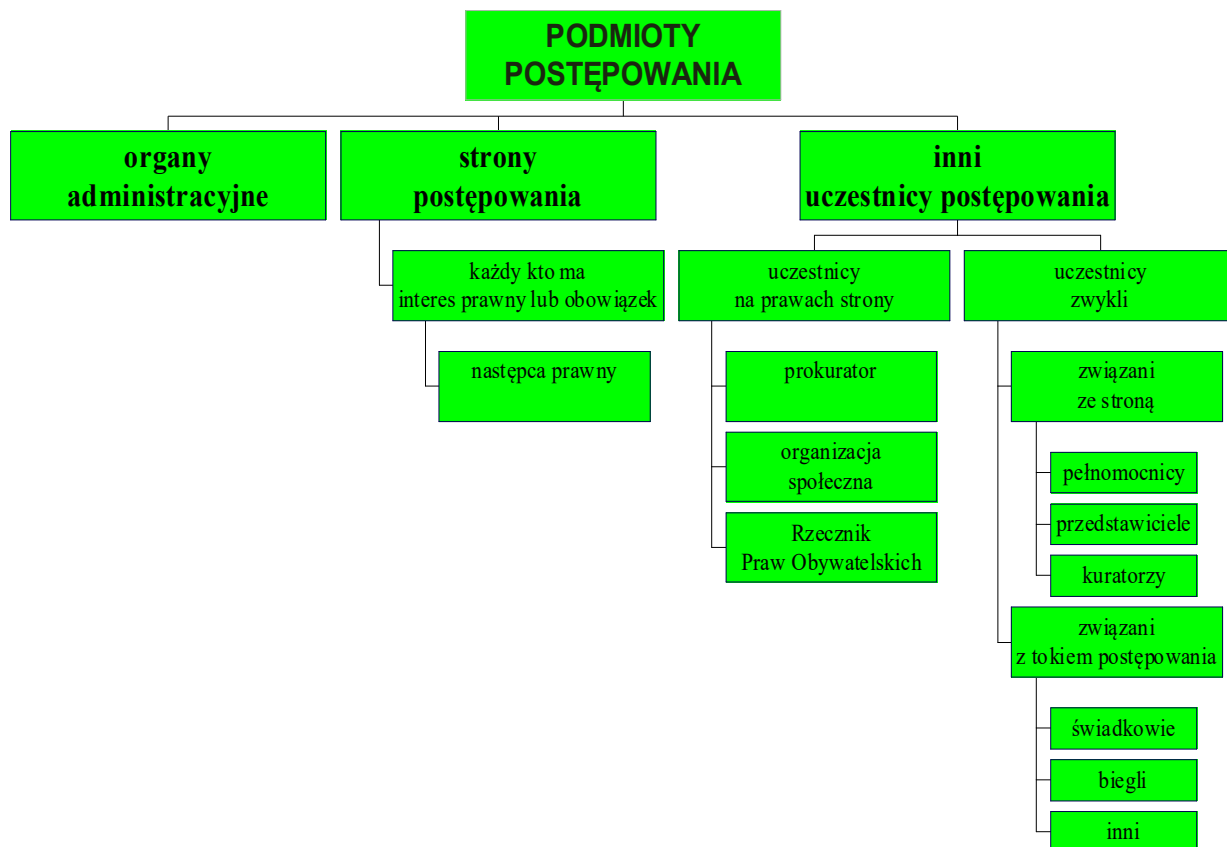 PODMIOTY
POSTĘPOWANIA
organy
administracyjne
strony
postępowania
inni
uczestnicy postępowania
każdy kto ma
interes prawny lub obowiązek
następca prawny
uczestnicy
na prawach strony
prokurator
organizacja
społeczna
Rzecznik
Praw Obywatelskich
uczestnicy
zwykli
związani
ze stroną
pełnomocnicy
przedstawiciele
kuratorzy
związani
z tokiem postępowania
świadkowie
biegli
inni